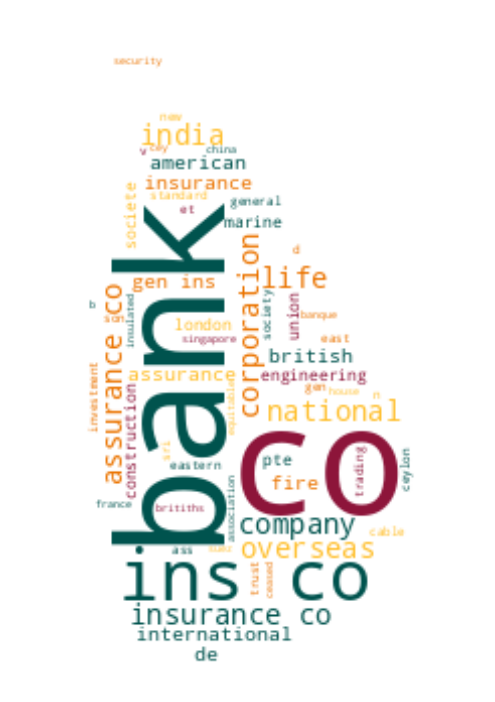 security
new
india
v
cey
china
american
insurance
standard
societe
et
general
marine
bank
corporation
d
gen ins
life
b
assurance co
san
insulated
london
society
union
banque
singapore
east
british
investment
construction
assurance
equitable
engineering
gen
house
n
national
sri
eastern
co
pte
trading
ceylon
fire
france
britiths
association
company
cable
ass
suez
overseas
ins co
trust
ceased
insurance co
international
de